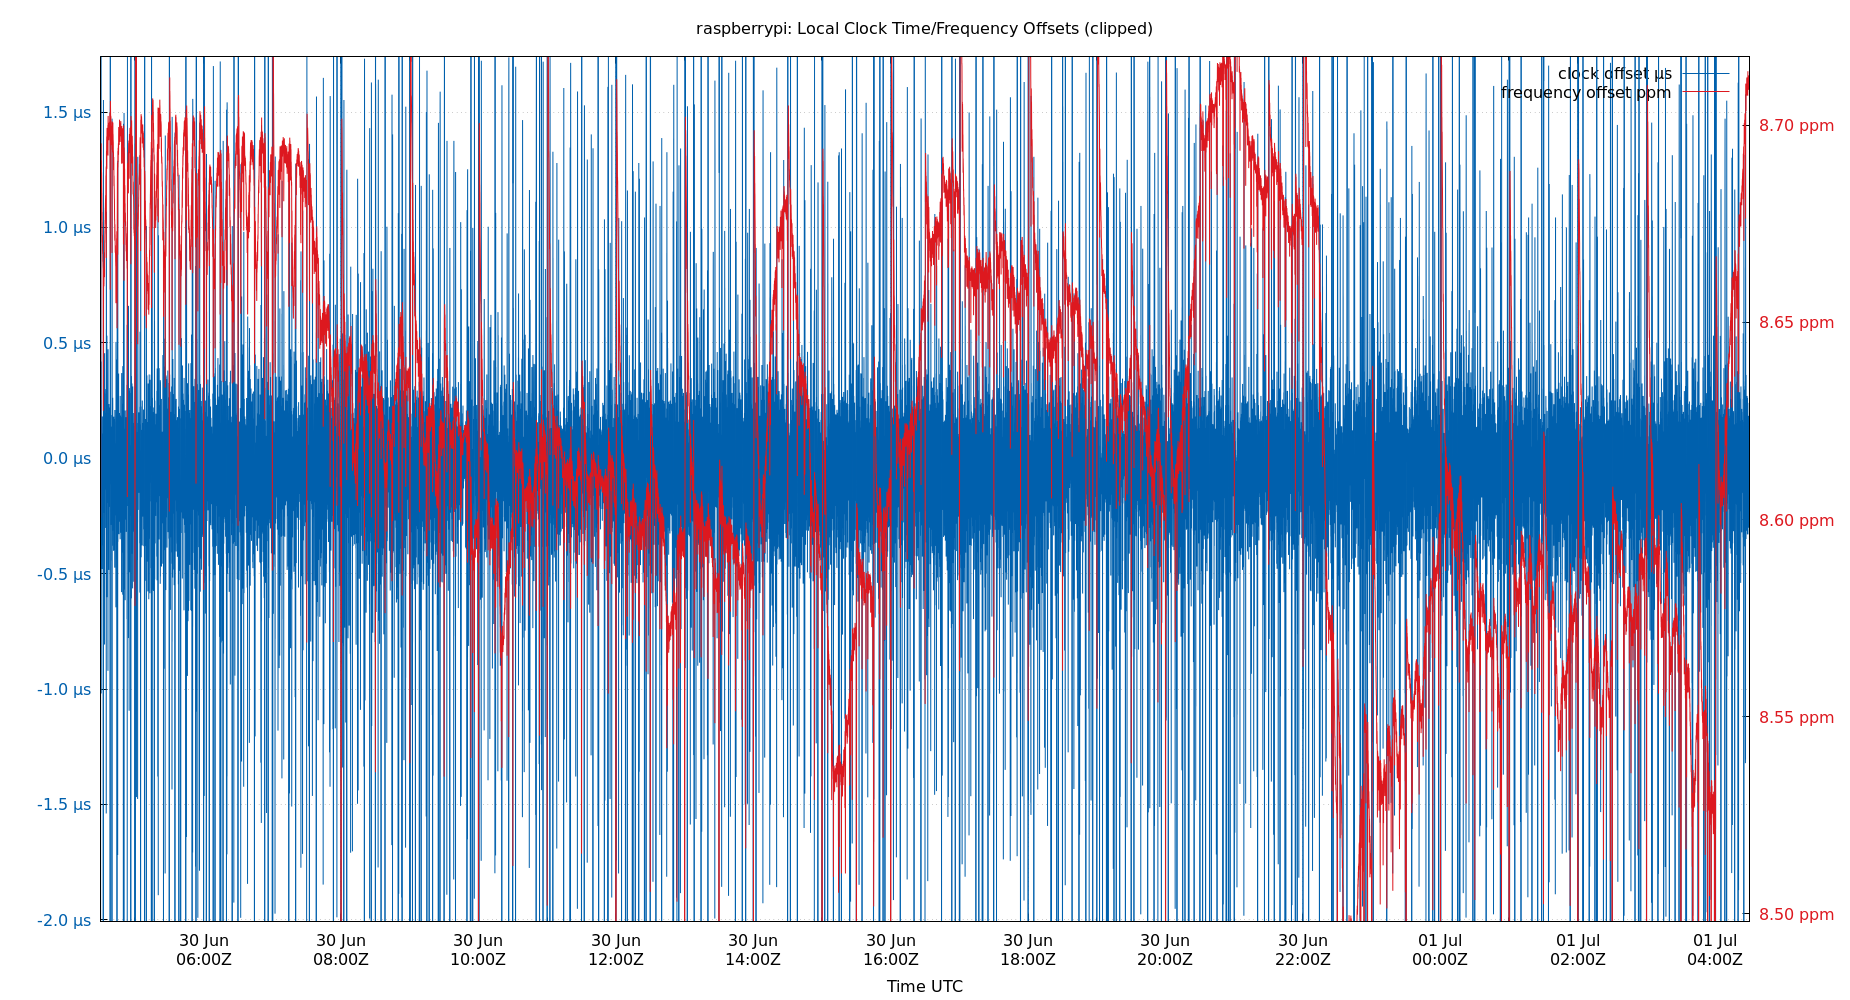 raspberrypi: Local Clock Time/Frequency Offsets (clipped)
clock offset µs
frequency offset ppm
1.5 µs
1.0 µs
0.5 µs
0.0 µs
-0.5 µs
-1.0 µs
-1.5 µs
-2.0 µs
8.70 ppm
8.65 ppm
8.60 ppm
8.55 ppm
8.50 ppm
30 Jun
06:00Z
30 Jun
08:00Z
30 Jun
10:00Z
30 Jun
12:00Z
30 Jun
14:00Z
30 Jun
16:00Z
30 Jun
18:00Z
30 Jun
20:00Z
30 Jun
22:00Z
01 Jul
00:00Z
01 Jul
02:00Z
01 Jul
04:00Z
Time UTC